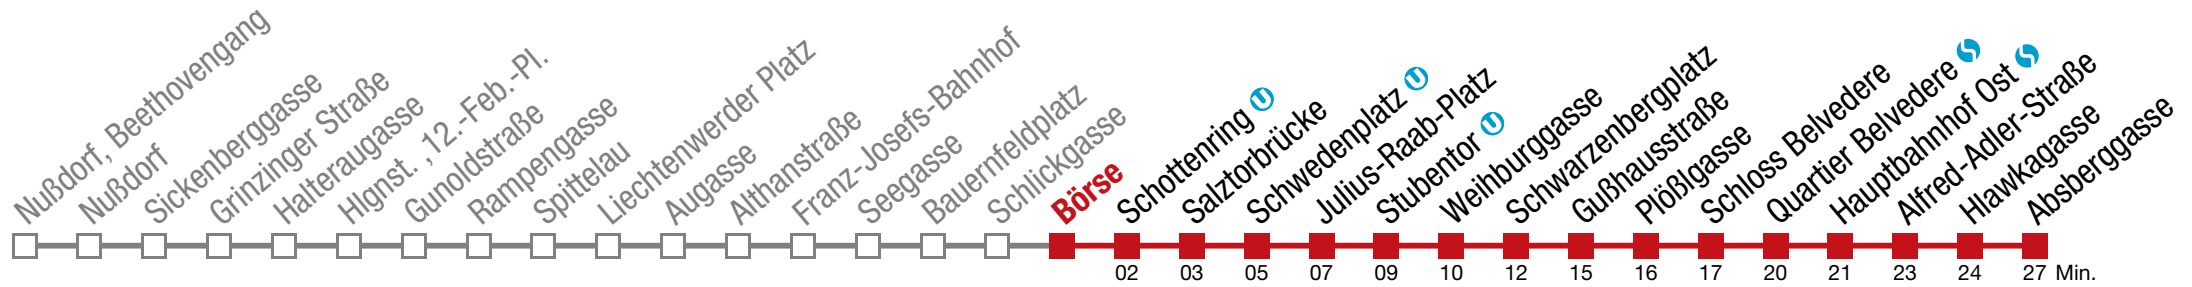 Nußdorf, Beethovengang
Nußdorf
Sickenberggasse
Grinzinger Straße
Halteraugasse
Hlgnst. , 12.-Feb.-Pl.
Gunoldstraße
Rampengasse
Spittelau
Liechtenwerder Platz
Augasse
Althanstraße
Franz-Josefs-Bahnhof
Seegasse
Bauernfeldplatz
Schlickgasse
Börse
Schottenring U
Salztorbrücke
Schwedenplatz U
Julius-Raab-Platz
Stubentor U
Weihburggasse
Schwarzenbergplatz
Gußhausstraße
Plößlgasse
Schloss Belvedere
Quartier Belvedere S
Hauptbahnhof Ost S
Alfred-Adler-Straße
Hlawkagasse
Absberggasse
02 03 05 07 09 10 12 15 16 17 20 21 23 24 27 Min.